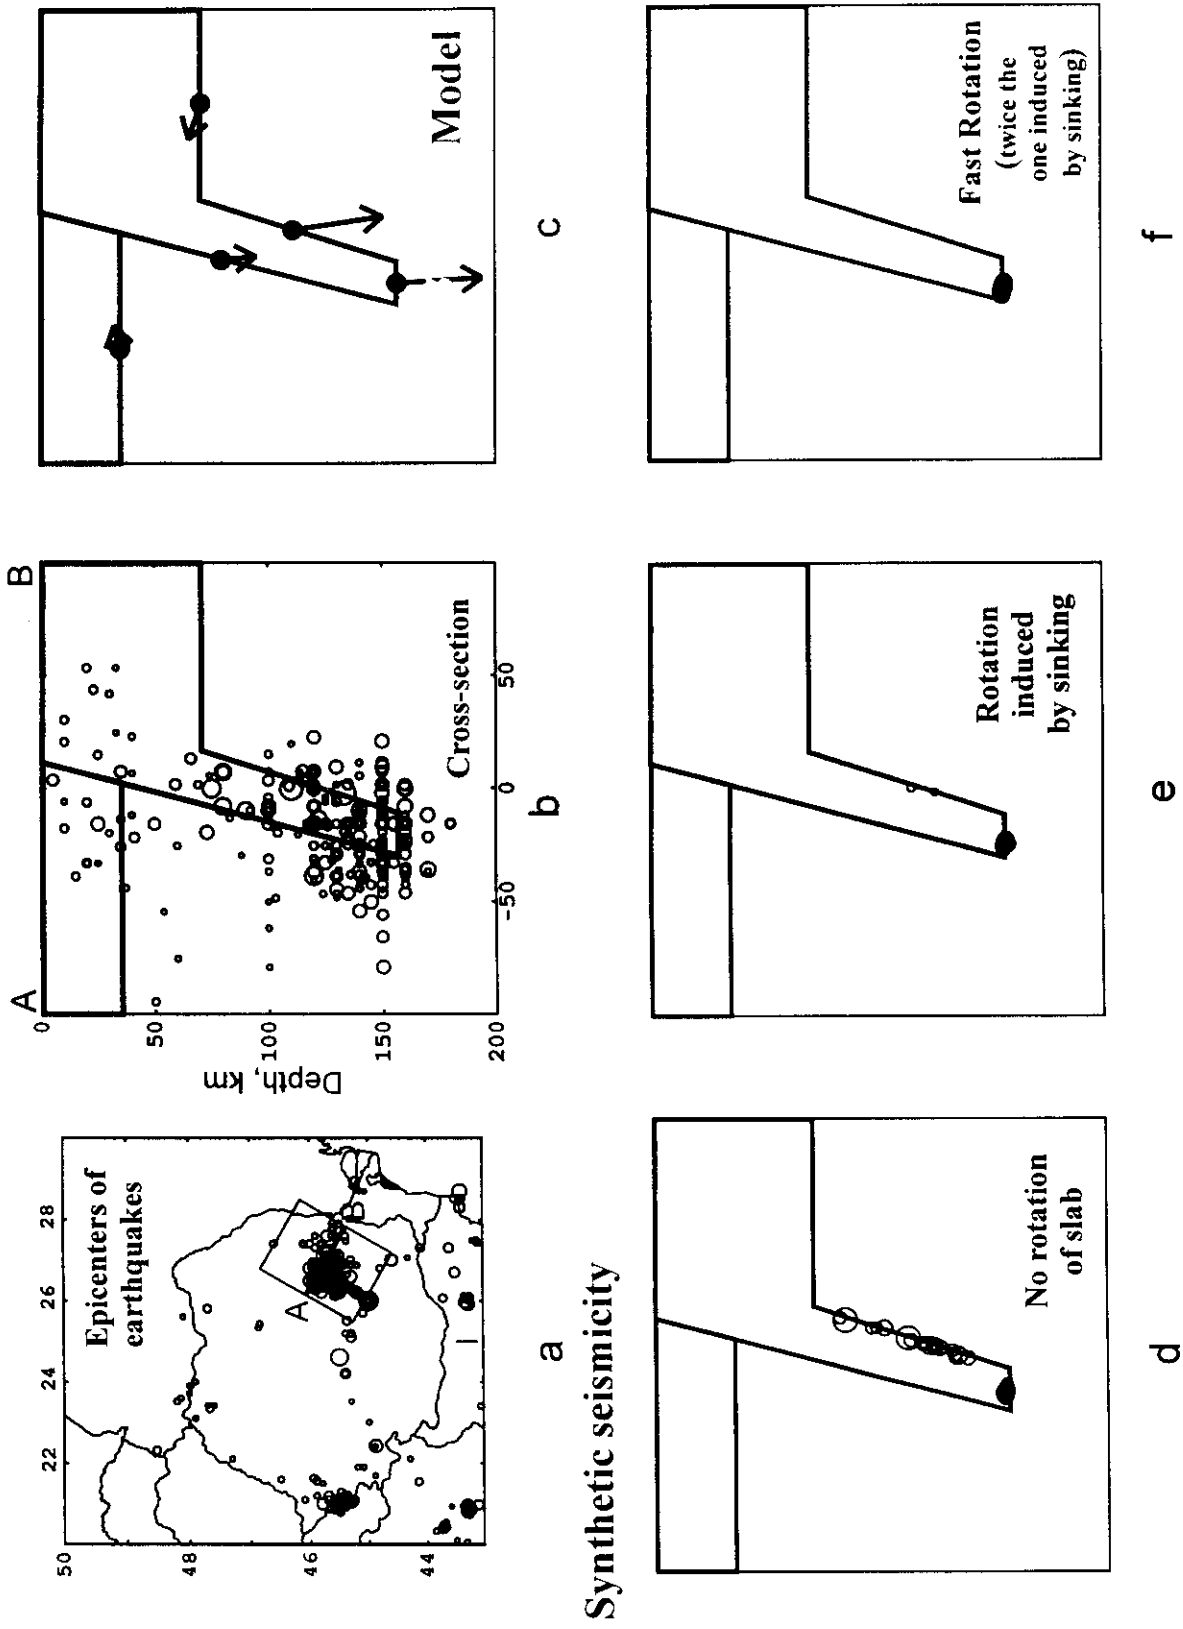 Epicenters of
earthquakes
50
48
46
44
22
24
26
28
A
B
a
A
B
0
50
100
150
200
Depth, km
-50
0
50
Cross-section
b
Model
c
Synthetic seismicity
No rotation
of slab
d
Rotation
induced
by sinking
e
Fast Rotation
(twice the
one induced
by sinking)
f